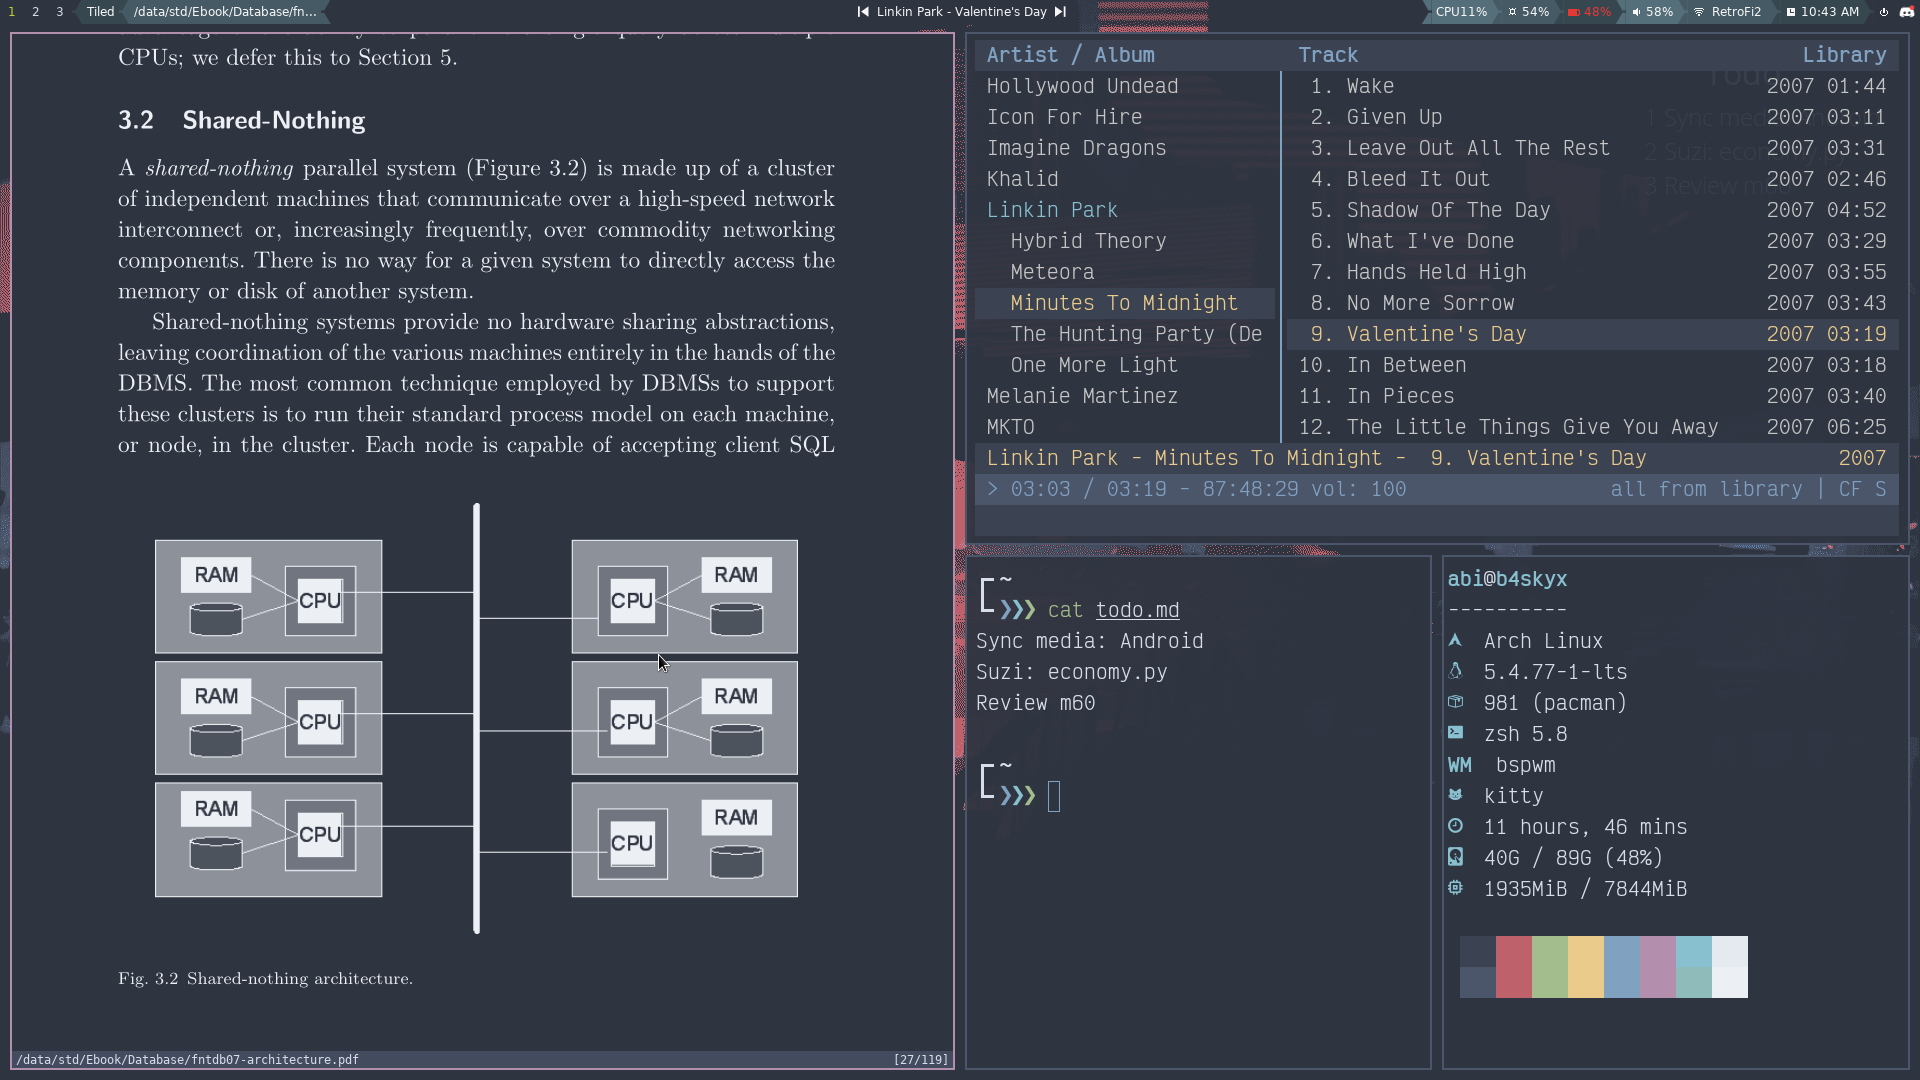 1 2 3 Tiled /data/std/Ebook/Database/fn...
Linkin Park - Valentine's Day
CPU11% 54% 48% 58% RetroFi2 10:43 AM
CPUs; we defer this to Section 5.
3.2 Shared-Nothing
A shared-nothing parallel system (Figure 3.2) is made up of a cluster
of independent machines that communicate over a high-speed network
interconnect or, increasingly frequently, over commodity networking
components. There is no way for a given system to directly access the
memory or disk of another system.
Shared-nothing systems provide no hardware sharing abstractions,
leaving coordination of the various machines entirely in the hands of the
DBMS. The most common technique employed by DBMSs to support
these clusters is to run their standard process model on each machine,
or node, in the cluster. Each node is capable of accepting client SQL
RAM CPU CPU RAM
RAM CPU CPU RAM
RAM CPU CPU RAM
Fig. 3.2 Shared-nothing architecture.
/data/std/Ebook/Database/fntdb07-architecture.pdf [27/119]
Artist / Album Track Library
Hollywood Undead 1. Wake 2007 01:44
Icon For Hire 2. Given Up 2007 03:11
Imagine Dragons 3. Leave Out All The Rest 2007 03:31
Khalid 4. Bleed It Out 2007 02:46
Linkin Park 5. Shadow Of The Day 2007 04:52
Hybrid Theory 6. What I've Done 2007 03:29
Meteora 7. Hands Held High 2007 03:55
Minutes To Midnight 8. No More Sorrow 2007 03:43
The Hunting Party (De 9. Valentine's Day 2007 03:19
One More Light 10. In Between 2007 03:18
Melanie Martinez 11. In Pieces 2007 03:40
MKTO 12. The Little Things Give You Away 2007 06:25
Linkin Park - Minutes To Midnight - 9. Valentine's Day 2007
> 03:03 / 03:19 - 87:48:29 vol: 100 all from library | CF S
~
❯❯❯ cat todo.md
Sync media: Android
Suzi: economy.py
Review m60
~
❯❯❯
abi@b4skyx
----------
Arch Linux
5.4.77-1-lts
981 (pacman)
zsh 5.8
WM bspwm
kitty
11 hours, 46 mins
40G / 89G (48%)
1935MiB / 7844MiB